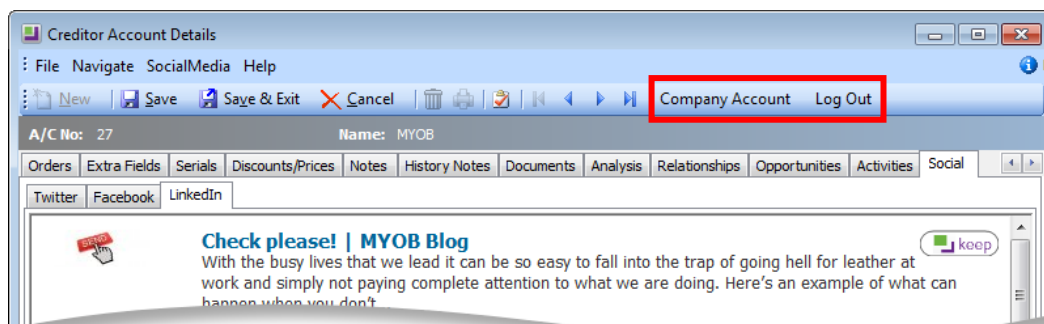 Creditor Account Details
File Navigate SocialMedia Help
New Save Save & Exit Cancel Company Account Log Out
A/C No: 27 Name: MYOB
Orders Extra Fields Serials Discounts/Prices Notes History Notes Documents Analysis Relationships Opportunities Activities Social
Twitter Facebook LinkedIn
SEND
Check please! | MYOB Blog
keep
With the busy lives that we lead it can be so easy to fall into the trap of going hell for leather at
work and simply not paying complete attention to what we are doing. Here's an example of what can
happen when you don't